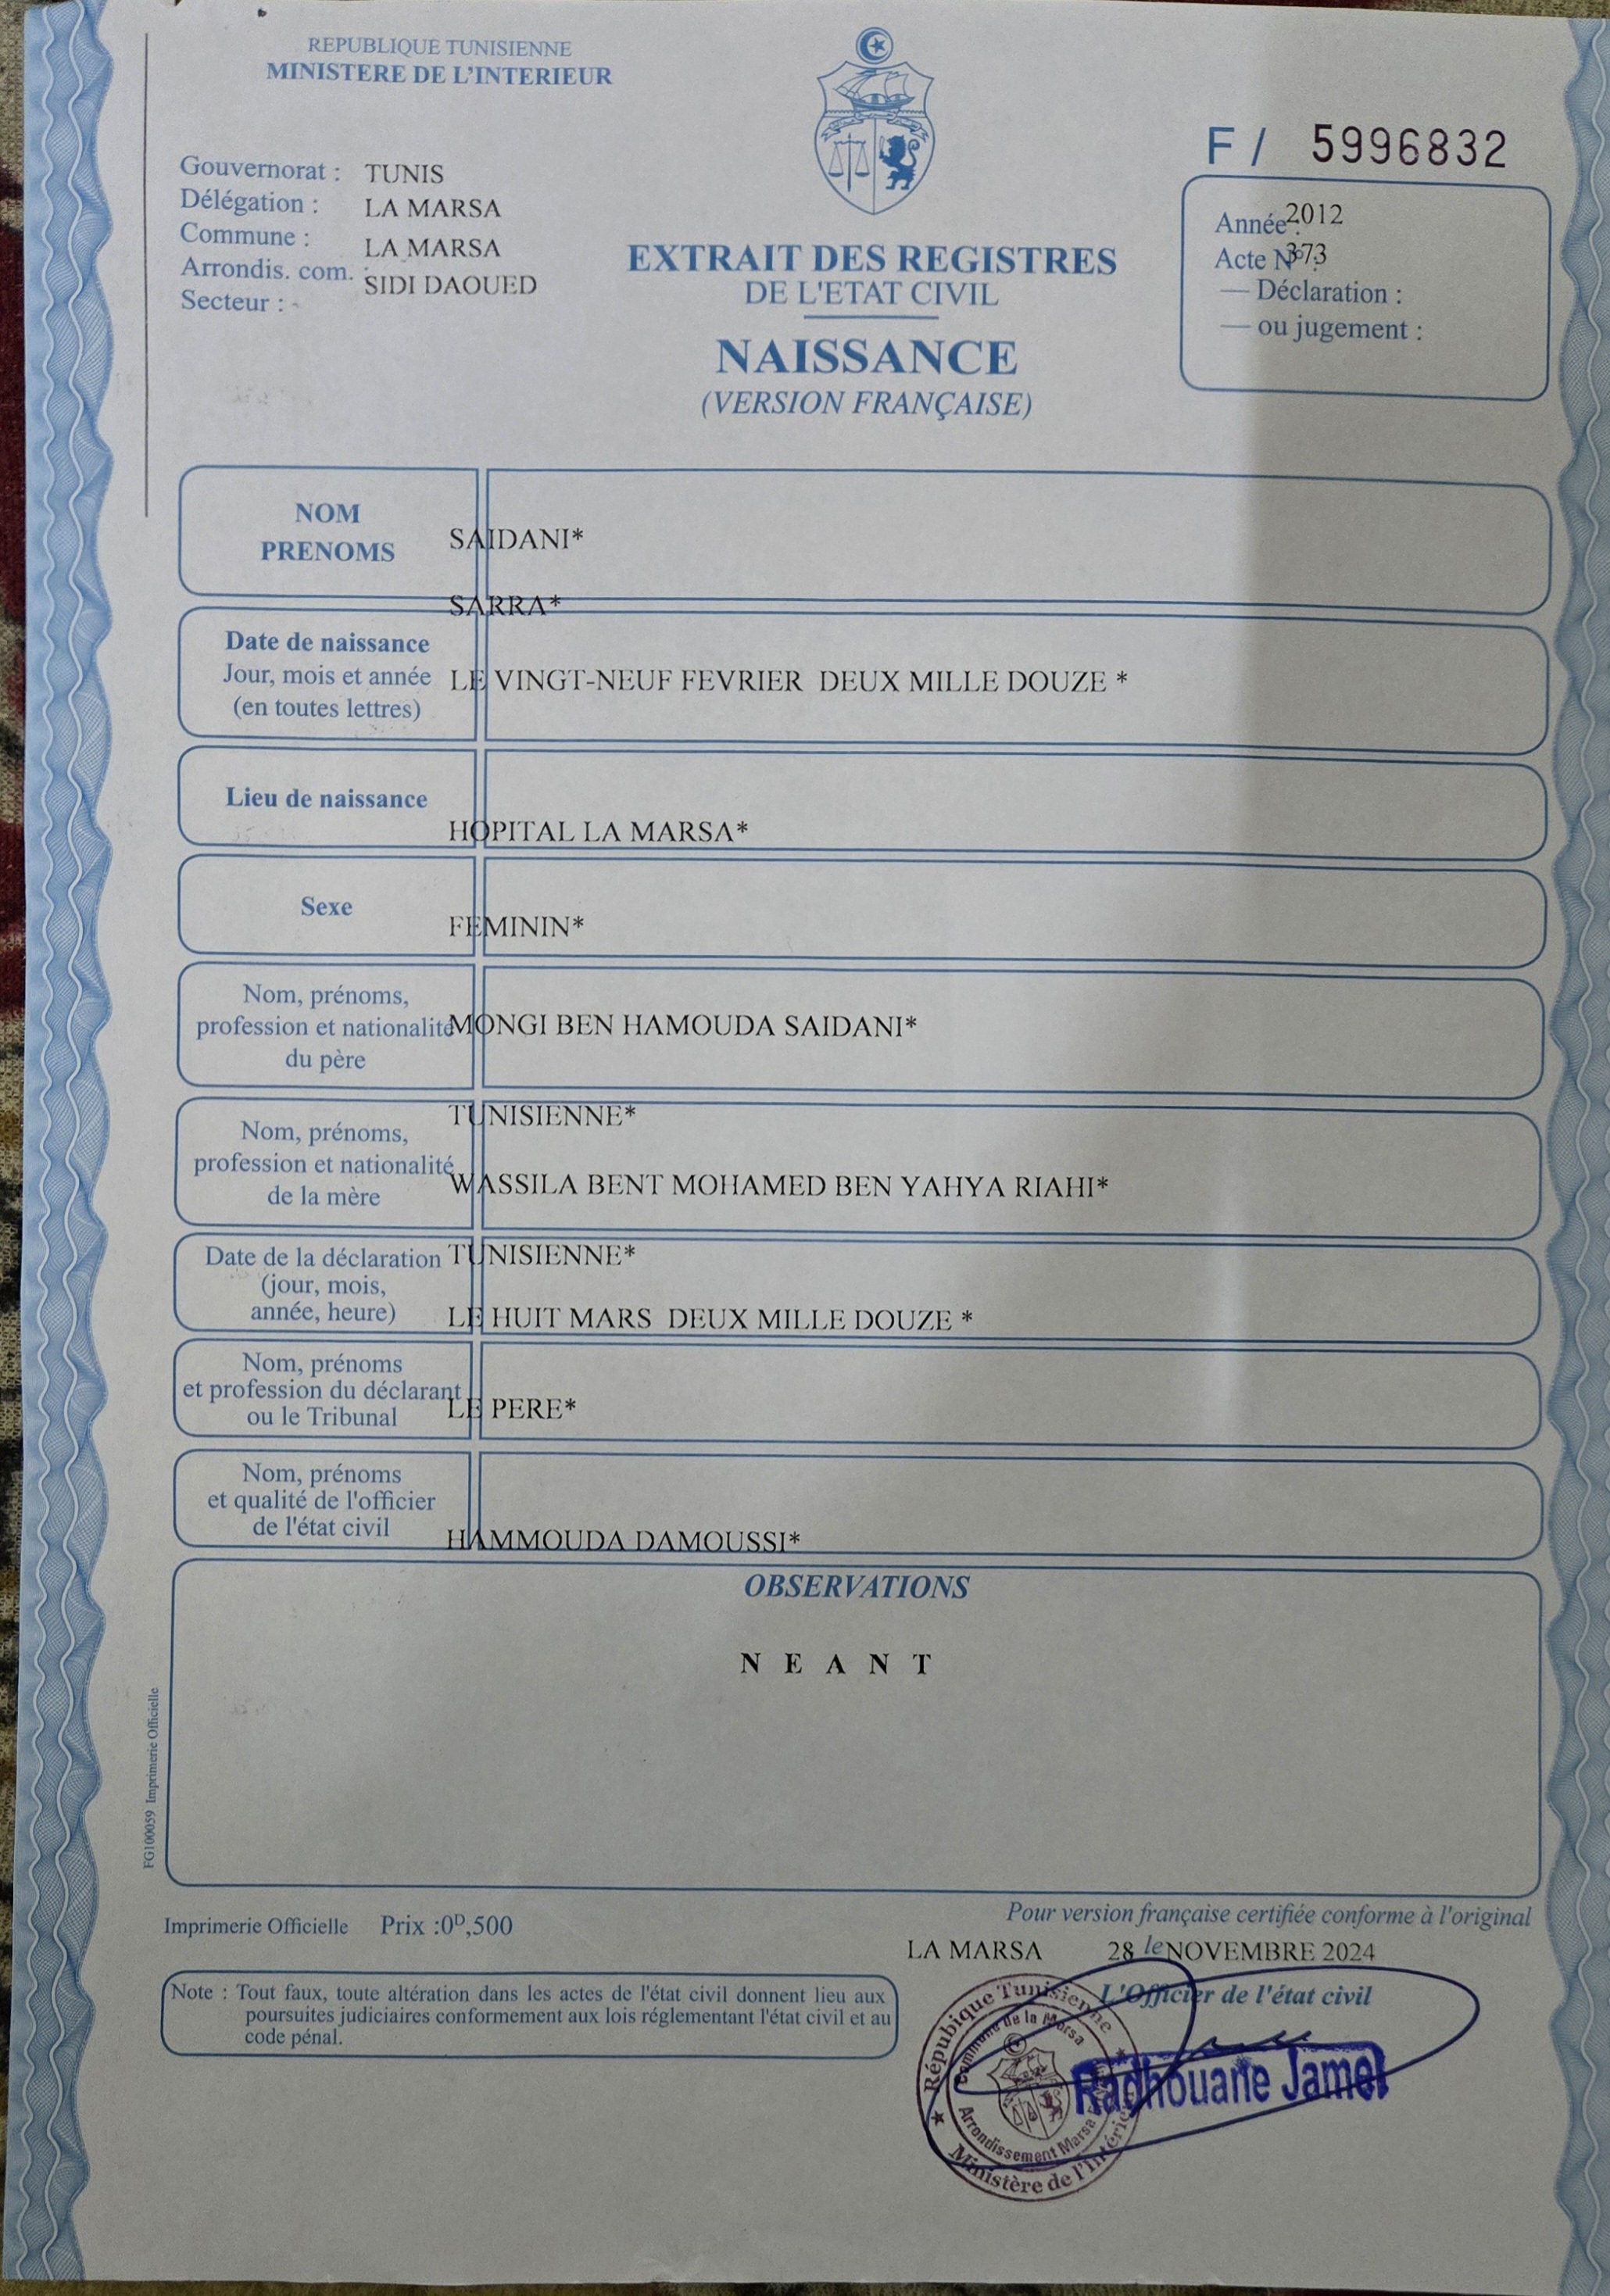 REPUBLIQUE TUNISIENNE
MINISTERE DE L'INTERIEUR
F / 5996832
Gouvernorat : TUNIS
Délégation : LA MARSA
Commune : LA MARSA
Arrondis. com. : SIDI DAOUED
Secteur : -
Année : 2012
Acte N° : 373
— Déclaration :
— ou jugement :
EXTRAIT DES REGISTRES
DE L'ETAT CIVIL
NAISSANCE
(VERSION FRANÇAISE)
NOM
PRENOMS
SAIDANI*
SARRA*
Date de naissance
Jour, mois et année
(en toutes lettres)
LE VINGT-NEUF FEVRIER DEUX MILLE DOUZE *
Lieu de naissance
HOPITAL LA MARSA*
Sexe
FEMININ*
Nom, prénoms,
profession et nationalité
du père
MONGI BEN HAMOUDA SAIDANI*
TUNISIENNE*
Nom, prénoms,
profession et nationalité
de la mère
WASSILA BENT MOHAMED BEN YAHYA RIAHI*
TUNISIENNE*
Date de la déclaration
(jour, mois,
année, heure)
LE HUIT MARS DEUX MILLE DOUZE *
Nom, prénoms
et profession du déclarant
ou le Tribunal
LE PERE*
Nom, prénoms
et qualité de l'officier
de l'état civil
HAMMOUDA DAMOUSSI*
OBSERVATIONS
N E A N T
FG100059 Imprimerie Officielle
Imprimerie Officielle Prix :0ᴰ,500
Pour version française certifiée conforme à l'original
LA MARSA 28 le NOVEMBRE 2024
L'Officier de l'état civil
Note : Tout faux, toute altération dans les actes de l'état civil donnent lieu aux
poursuites judiciaires conformement aux lois réglementant l'état civil et au
code pénal.
République Tunisienne
Commune de la Marsa
Arrondissement Marsa
Ministère de l'Intérieur
Radhouane Jamel